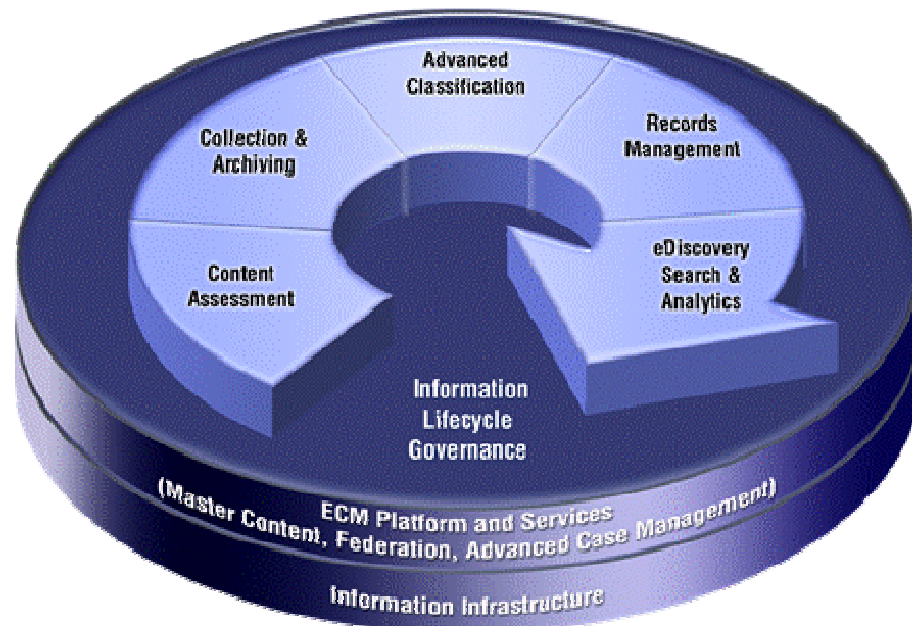 Advanced
Classification
Collection &
Archiving
Records
Management
Content
Assessment
eDiscovery
Search &
Analytics
Information
Lifecycle
Governance
ECM Platform and Services
(Master Content, Federation, Advanced Case Management)
Information Infrastructure